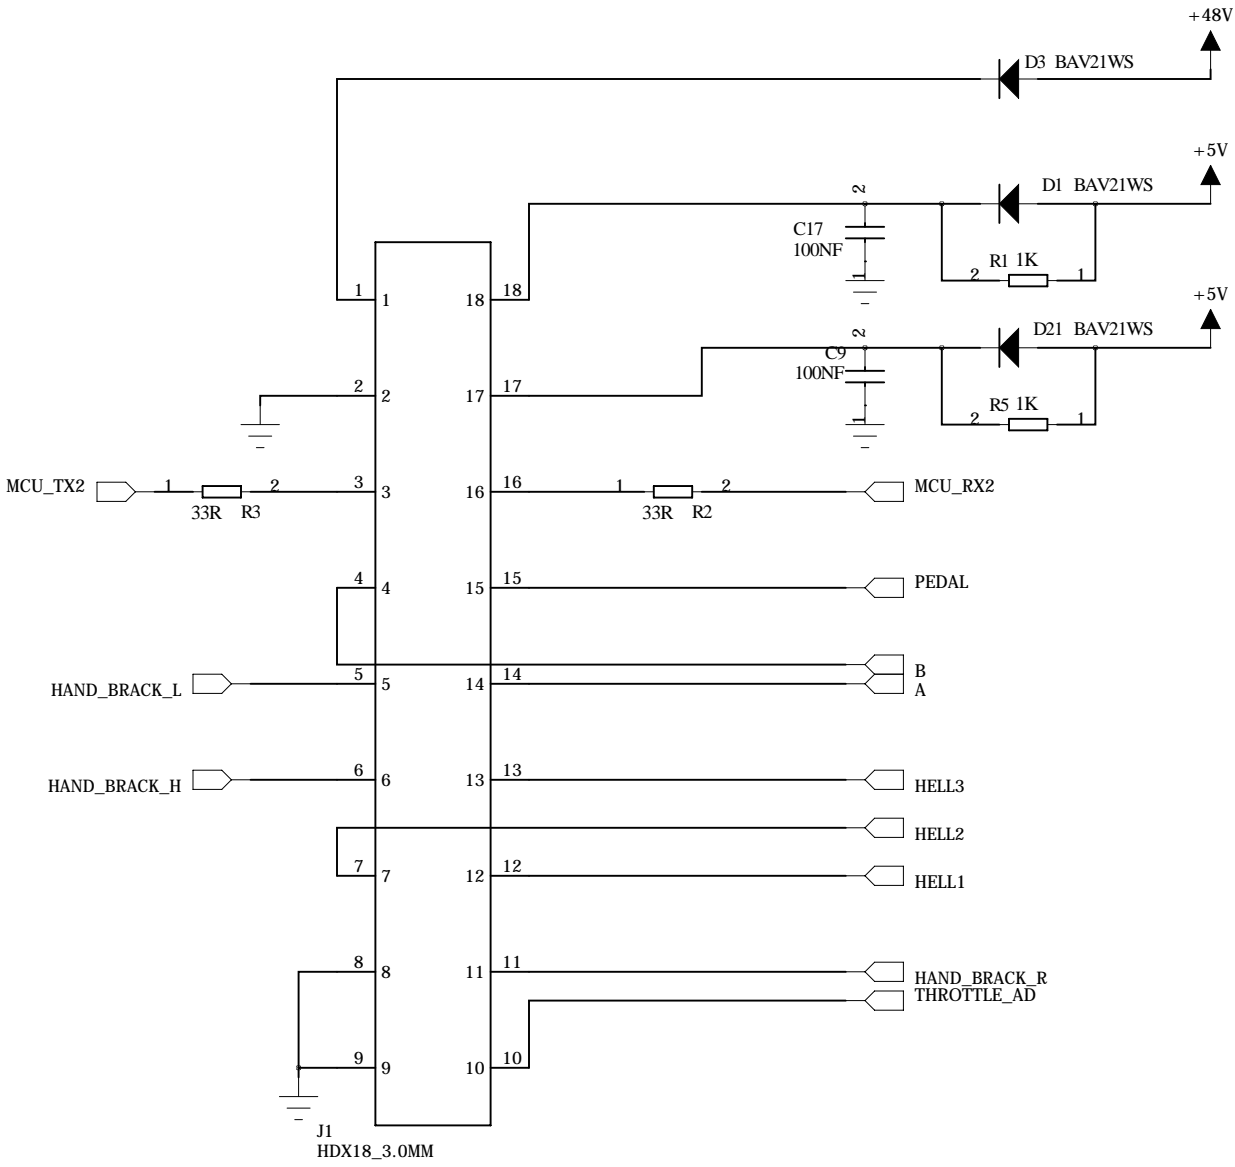 +48V
D3 BAV21WS
+5V
2
D1 BAV21WS
C17
100NF
1
2
R1 1K
1
+5V
1
1
18
18
2
D21 BAV21WS
C9
100NF
1
2
R5 1K
1
2
2
17
17
MCU_TX2
1
2
33R R3
3
3
16
16
1
2
33R R2
MCU_RX2
4
4
15
15
PEDAL
B
HAND_BRACK_L
5
5
14
14
A
HAND_BRACK_H
6
6
13
13
HELL3
HELL2
7
7
12
12
HELL1
8
8
11
11
HAND_BRACK_R
THROTTLE_AD
9
9
10
10
J1
HDX18_3.0MM